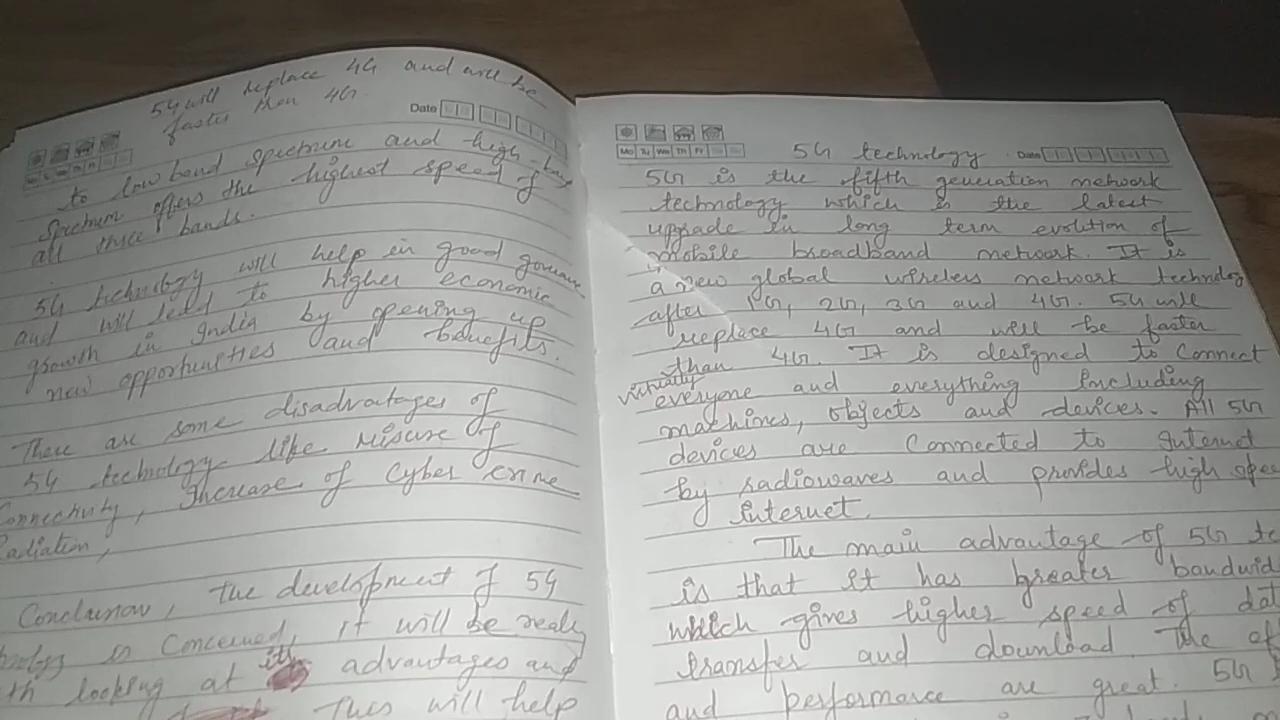 5G will replace 4G and will be
faster than 4G.
Date
to low band spectrum and high band
spectrum offers the highest speed of
all three bands.
5G technology will help in good
and will lead to higher economic
growth in India by opening up
new opportunities and benefits.
There are some disadvatages of
5G technology like misuse of
Connectivity, Increase of Cyber crime
Radiation,
Conclusion, the development of 5G
is Concerned, it will be really
looking at its advantages and
This will help
Mo Tu We Th Fr
5G technology
Date
5G is the fifth generation network
technology which is the latest
upgrade in long term evolution of
mobile broadband network. It is
a new global wireless network technology
after 1G, 2G, 3G and 4G. 5G will
replace 4G and will be faster
than 4G. It is designed to Connect
virtually
everyone and everything Including
machines, objects and devices. All 5G
devices are Connected to Internet
by radiowaves and provides high spee
internet.
The main advantage of 5G te
is that it has greater bandwid
which gives higher speed of dat
transfer and download. The
and performance are great. 5G